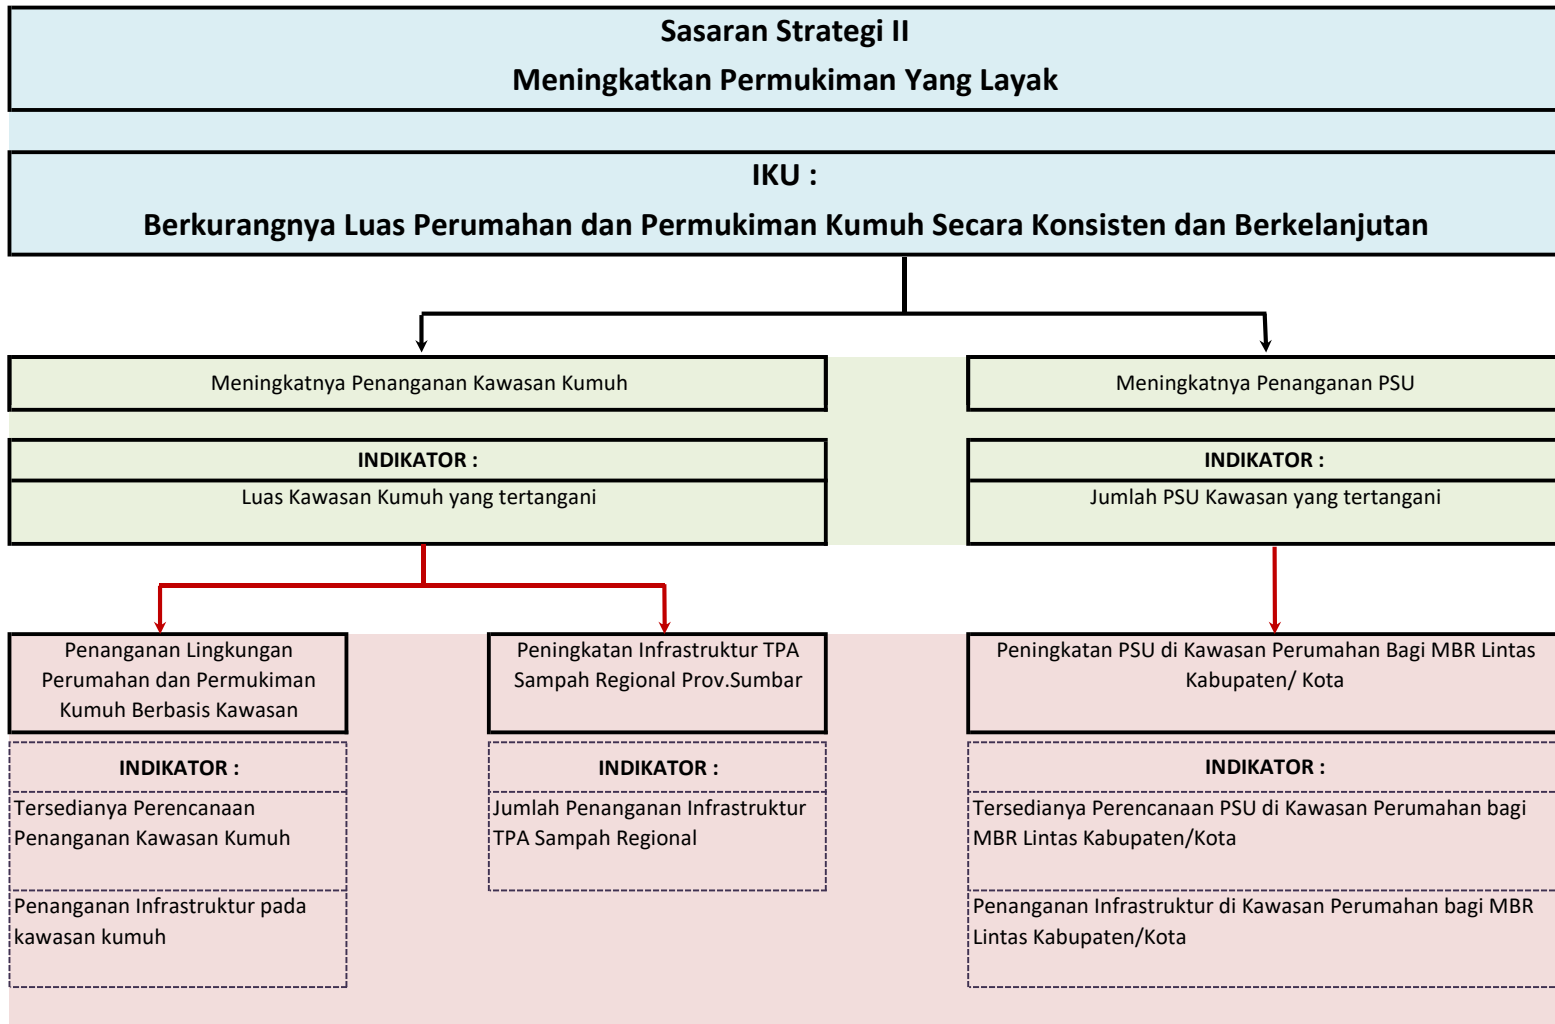 Sasaran Strategi II
Meningkatkan Permukiman Yang Layak
IKU :
Berkurangnya Luas Perumahan dan Permukiman Kumuh Secara Konsisten dan Berkelanjutan
Meningkatnya Penanganan Kawasan Kumuh
Meningkatnya Penanganan PSU
INDIKATOR :
Luas Kawasan Kumuh yang tertangani
INDIKATOR :
Jumlah PSU Kawasan yang tertangani
Penanganan Lingkungan
Perumahan dan Permukiman
Kumuh Berbasis Kawasan
Peningkatan Infrastruktur TPA
Sampah Regional Prov.Sumbar
Peningkatan PSU di Kawasan Perumahan Bagi MBR Lintas
Kabupaten/ Kota
INDIKATOR :
Tersedianya Perencanaan
Penanganan Kawasan Kumuh
Penanganan Infrastruktur pada
kawasan kumuh
INDIKATOR :
Jumlah Penanganan Infrastruktur
TPA Sampah Regional
INDIKATOR :
Tersedianya Perencanaan PSU di Kawasan Perumahan bagi
MBR Lintas Kabupaten/Kota
Penanganan Infrastruktur di Kawasan Perumahan bagi MBR
Lintas Kabupaten/Kota